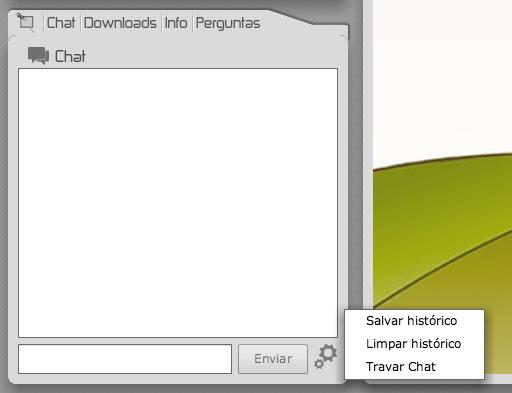 Chat Downloads Info Perguntas
Chat
Enviar
Salvar histórico
Limpar histórico
Travar Chat